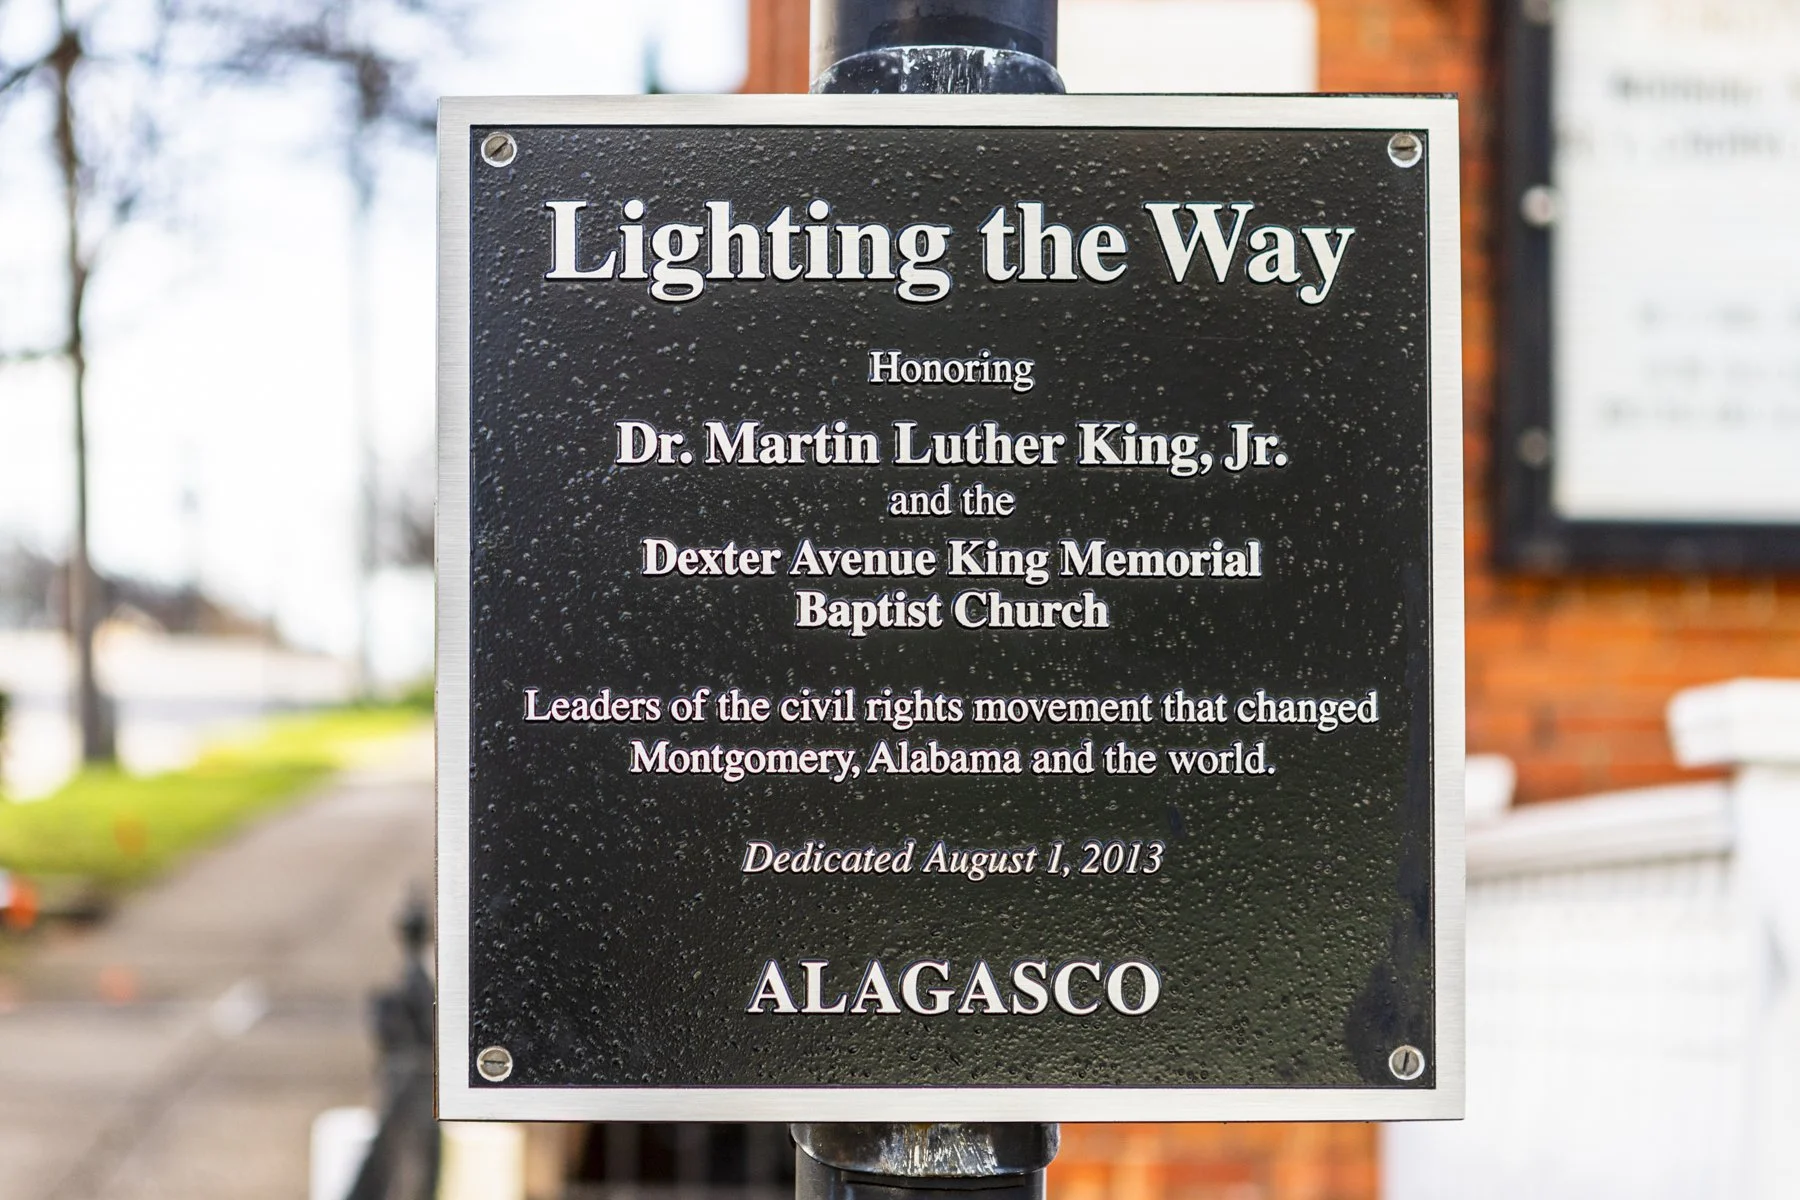 Lighting the Way
Honoring
Dr. Martin Luther King, Jr.
and the
Dexter Avenue King Memorial
Baptist Church
Leaders of the civil rights movement that changed
Montgomery, Alabama and the world.
Dedicated August 1, 2013
ALAGASCO